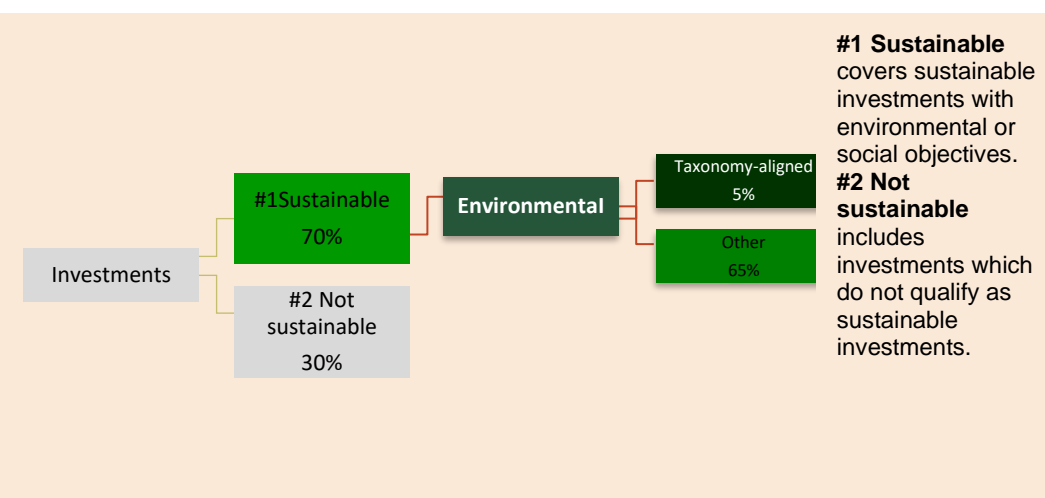 Investments
#1Sustainable
70%
#2 Not
sustainable
30%
Environmental
Taxonomy-aligned
5%
Other
65%
#1 Sustainable
covers sustainable
investments with
environmental or
social objectives.
#2 Not
sustainable
includes
investments which
do not qualify as
sustainable
investments.